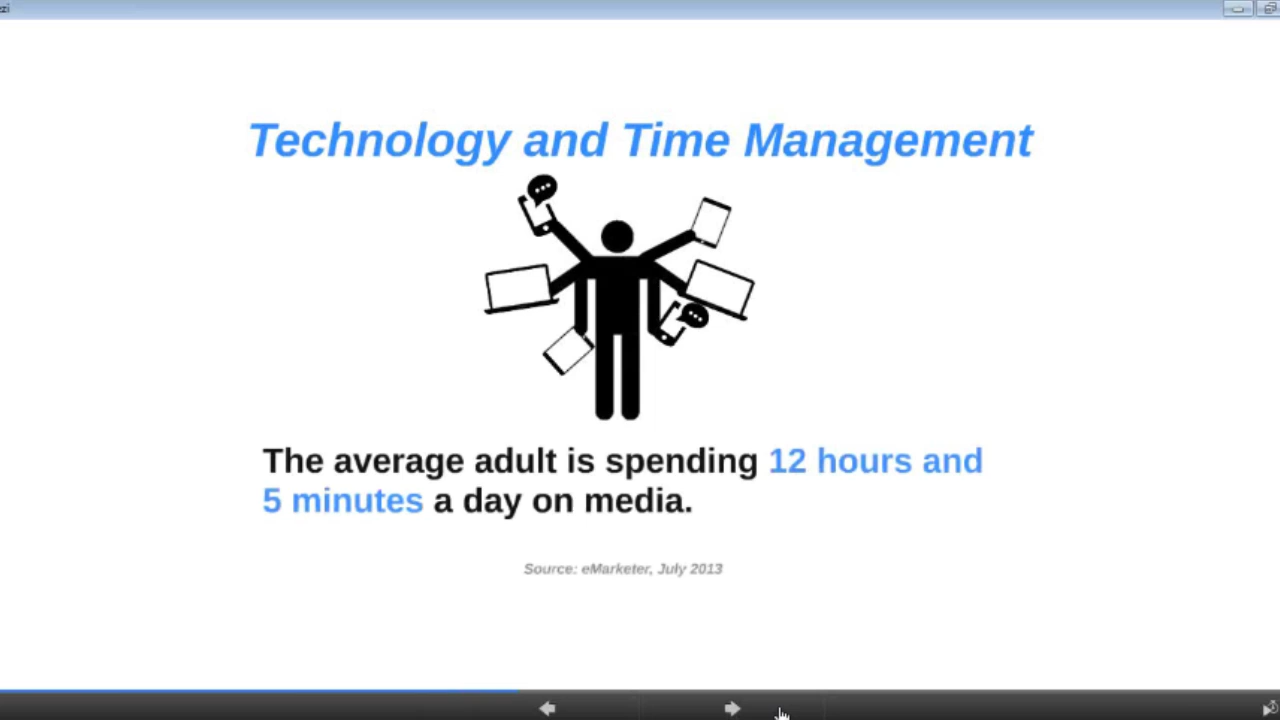 Technology and Time Management
The average adult is spending 12 hours and
5 minutes a day on media.
Source: eMarketer, July 2013